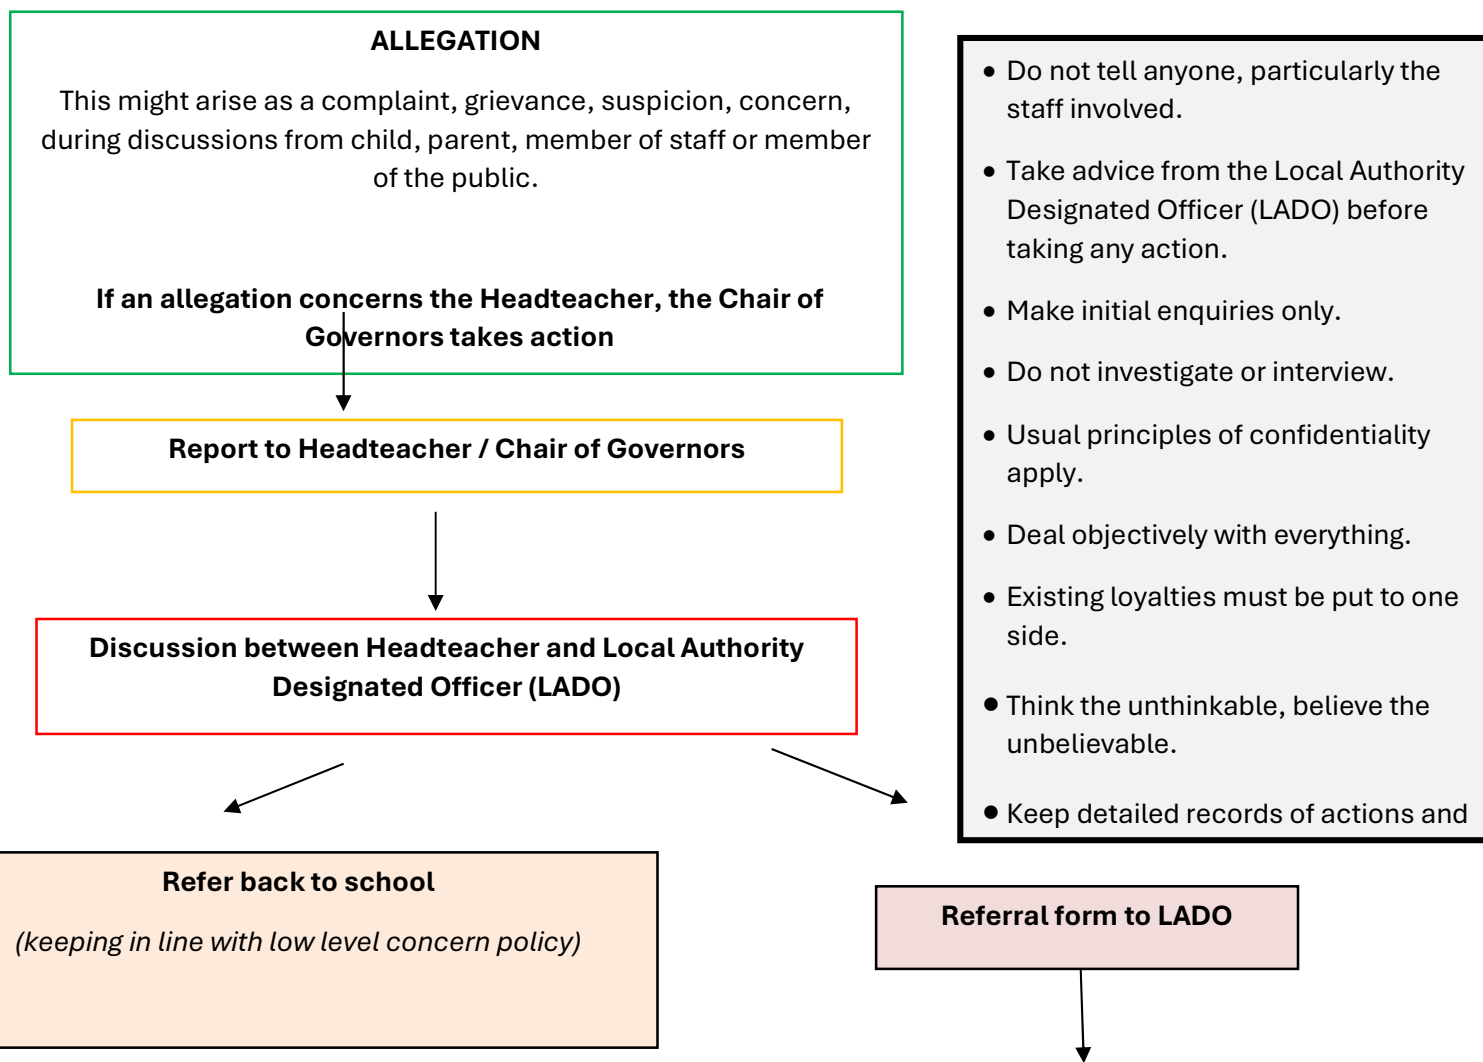 ALLEGATION
This might arise as a complaint, grievance, suspicion, concern,
during discussions from child, parent, member of staff or member
of the public.
If an allegation concerns the Headteacher, the Chair of
Governors takes action
Report to Headteacher / Chair of Governors
Discussion between Headteacher and Local Authority
Designated Officer (LADO)
Refer back to school
(keeping in line with low level concern policy)
• Do not tell anyone, particularly the
staff involved.
• Take advice from the Local Authority
Designated Officer (LADO) before
taking any action.
• Make initial enquiries only.
• Do not investigate or interview.
• Usual principles of confidentiality
apply.
• Deal objectively with everything.
• Existing loyalties must be put to one
side.
• Think the unthinkable, believe the
unbelievable.
• Keep detailed records of actions and
Referral form to LADO